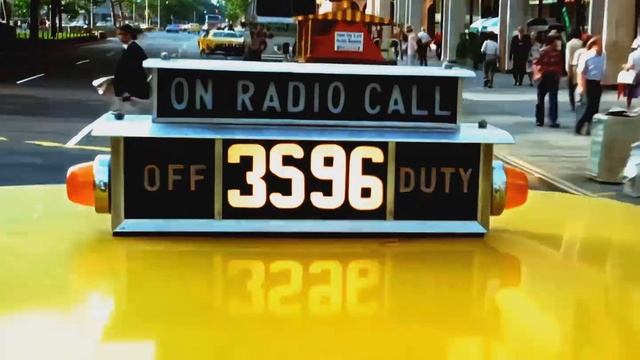 ON RADIO CALL
OFF 3S96 DUTY